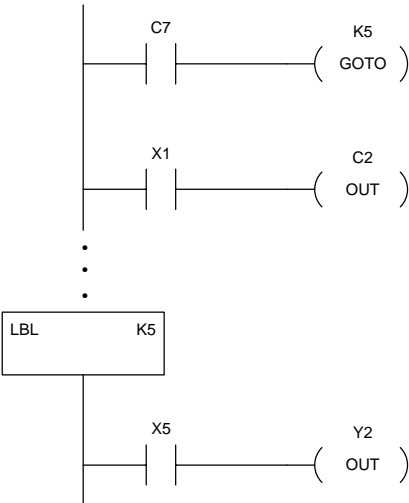 C7 K5
GOTO
X1 C2
OUT
LBL K5
X5 Y2
OUT